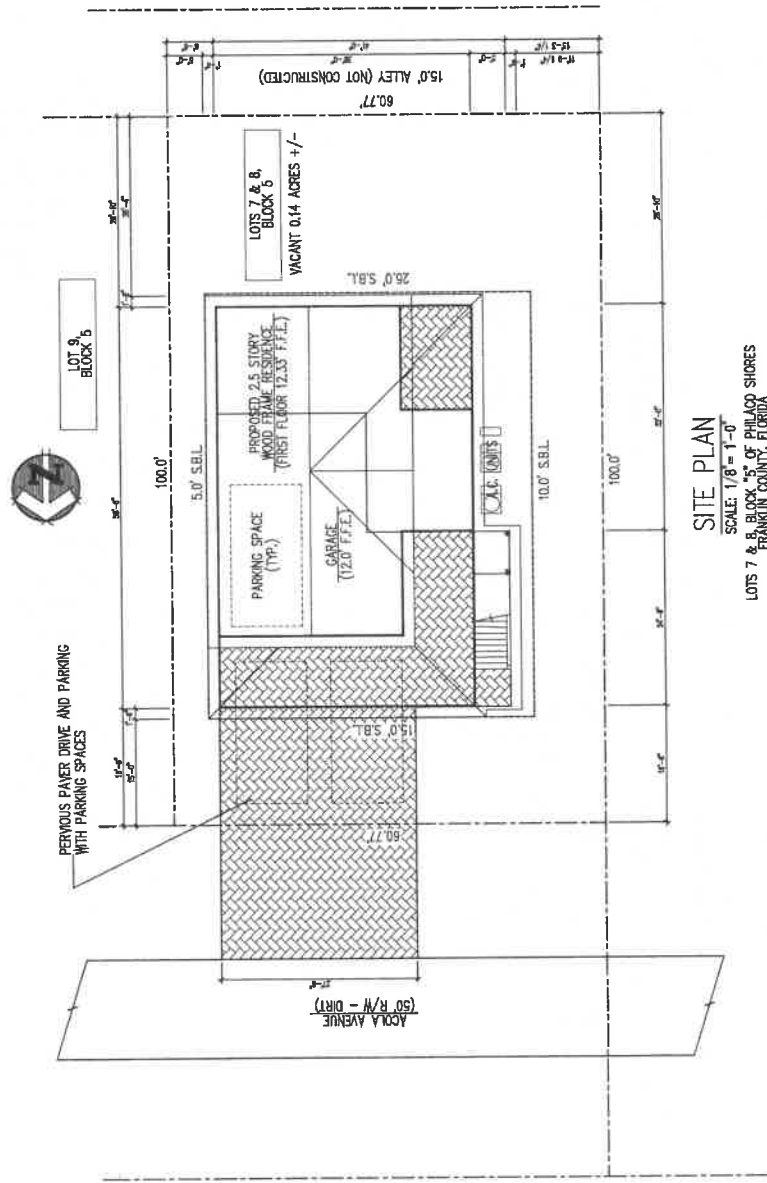 15.0' ALLEY (NOT CONSTRUCTED)
60.77'
LOT 9,
BLOCK 5
LOTS 7 & 8,
BLOCK 5
VACANT 0.14 ACRES +/-
N
100.0'
5.0' S.B.L.
25.0' S.B.L.
PROPOSED 2.5 STORY
WOOD FRAME RESIDENCE
(FIRST FLOOR 12.33' F.F.E.)
PARKING SPACE
(TYP.)
GARAGE
(12.0' F.F.E.)
A.C. UNITS
10.0' S.B.L.
100.0'
PERVIOUS PAVER DRIVE AND PARKING
WITH PARKING SPACES
15.0' S.B.L.
60.77'
ACOLA AVENUE
(50' R/W - DIRT)
SITE PLAN
SCALE: 1/8" = 1'-0"
LOTS 7 & 8, BLOCK "5" OF PHILACO SHORES
FRANKLIN COUNTY, FLORIDA